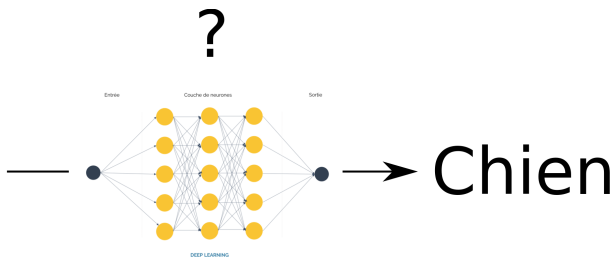 ?
Entrée
Couche de neurones
Sortie
Chien
DEEP LEARNING